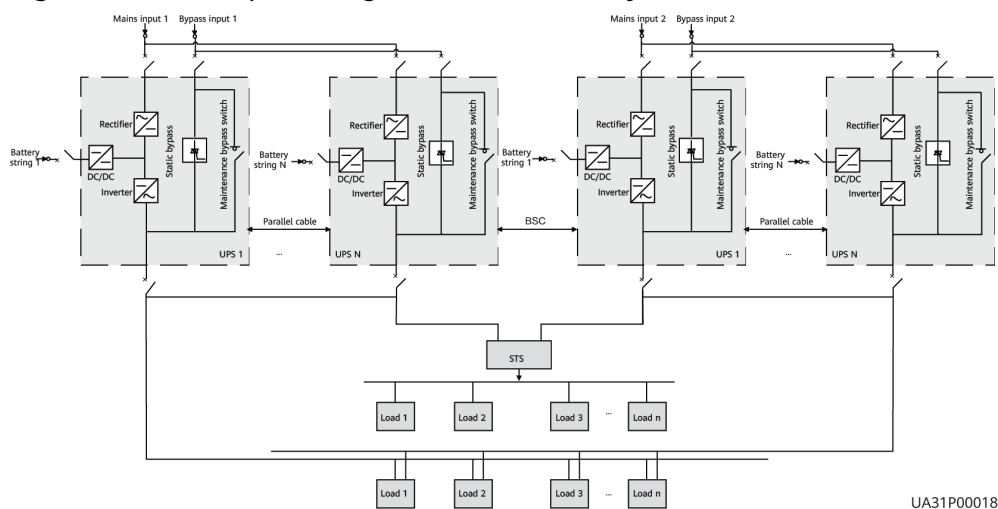 Mains input 1 Bypass input 1
Mains input 2 Bypass input 2
Rectifier
Static bypass
Maintenance bypass switch
Battery
string 1
DC/DC
Inverter
UPS 1
Parallel cable
...
Rectifier
Static bypass
Maintenance bypass switch
Battery
string N
DC/DC
Inverter
UPS N
BSC
Rectifier
Static bypass
Maintenance bypass switch
Battery
string 1
DC/DC
Inverter
UPS 1
Parallel cable
...
Rectifier
Static bypass
Maintenance bypass switch
Battery
string N
DC/DC
Inverter
UPS N
STS
Load 1
Load 2
Load 3
...
Load n
Load 1
Load 2
Load 3
...
Load n
UA31P00018